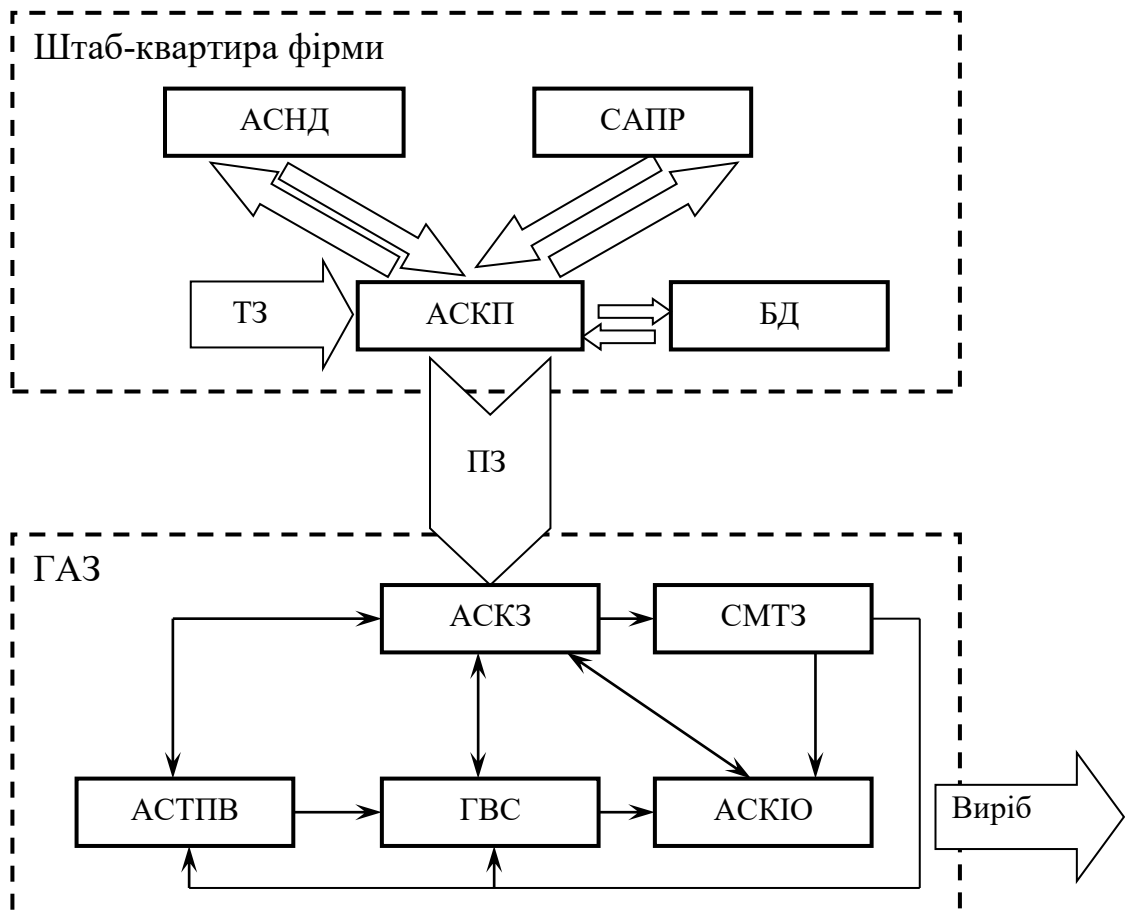 Штаб-квартира фірми
АСНД
САПР
ТЗ
АСКП
БД
ПЗ
ГАЗ
АСКЗ
СМТЗ
АСТПВ
ГВС
АСКІО
Виріб